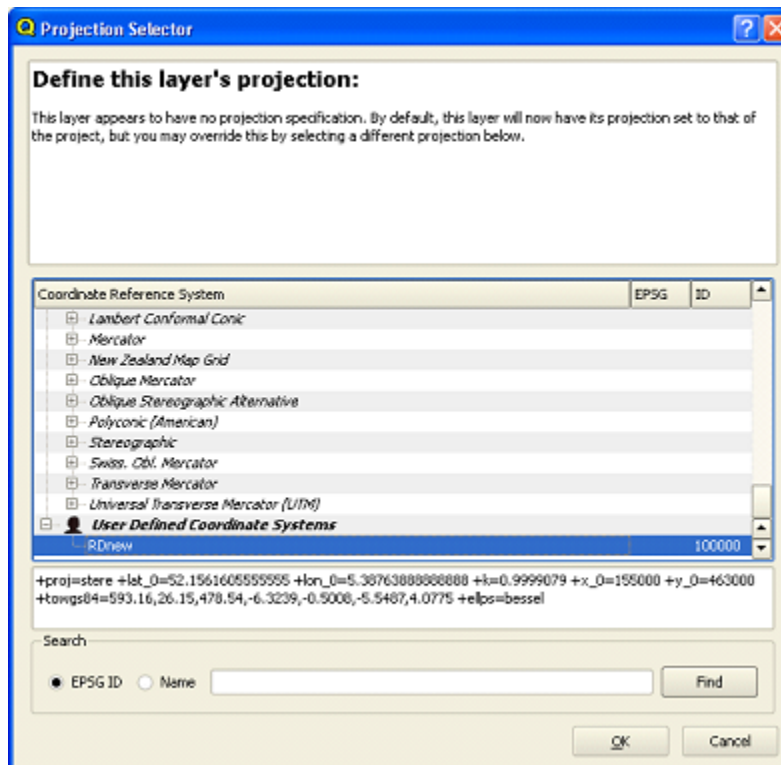 Projection Selector
Define this layer's projection:
This layer appears to have no projection specification. By default, this layer will now have its projection set to that of
the project, but you may override this by selecting a different projection below.
Coordinate Reference System EPSG ID
Lambert Conformal Conic
Mercator
New Zealand Map Grid
Oblique Mercator
Oblique Stereographic Alternative
Polyconic (American)
Stereographic
Swiss. Obl. Mercator
Transverse Mercator
Universal Transverse Mercator (UTM)
User Defined Coordinate Systems
RDnew 100000
+proj=stere +lat_0=52.1561605555555 +lon_0=5.38763888888888 +k=0.9999079 +x_0=155000 +y_0=463000
+towgs84=593.16,26.15,478.54,-6.3239,-0.5008,-5.5487,4.0775 +ellps=bessel
Search
EPSG ID Name Find
OK Cancel